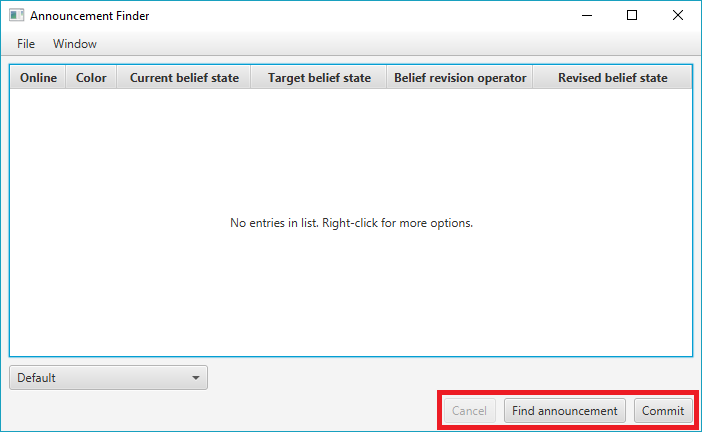 Announcement Finder
File Window
Online Color Current belief state Target belief state Belief revision operator Revised belief state
No entries in list. Right-click for more options.
Default
Cancel Find announcement Commit